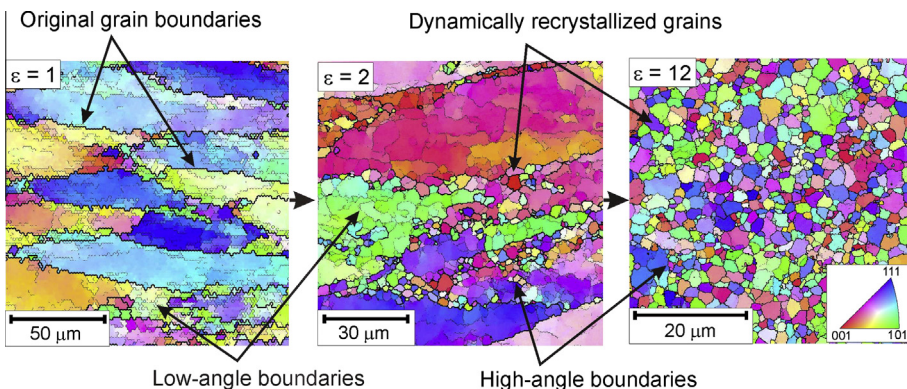 Original grain boundaries
Dynamically recrystallized grains
ε = 1
ε = 2
ε = 12
50 μm
30 μm
20 μm
111
001
101
Low-angle boundaries
High-angle boundaries